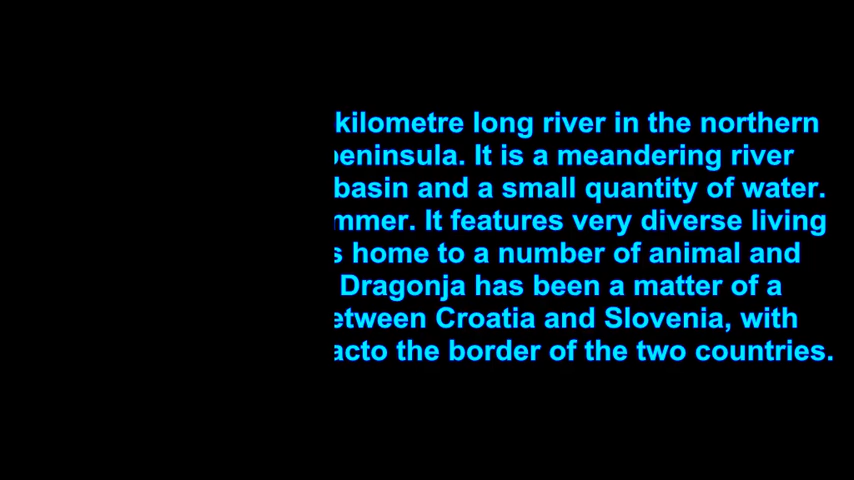 kilometre long river in the northern
peninsula. It is a meandering river
basin and a small quantity of water.
mmer. It features very diverse living
s home to a number of animal and
Dragonja has been a matter of a
etween Croatia and Slovenia, with
acto the border of the two countries.